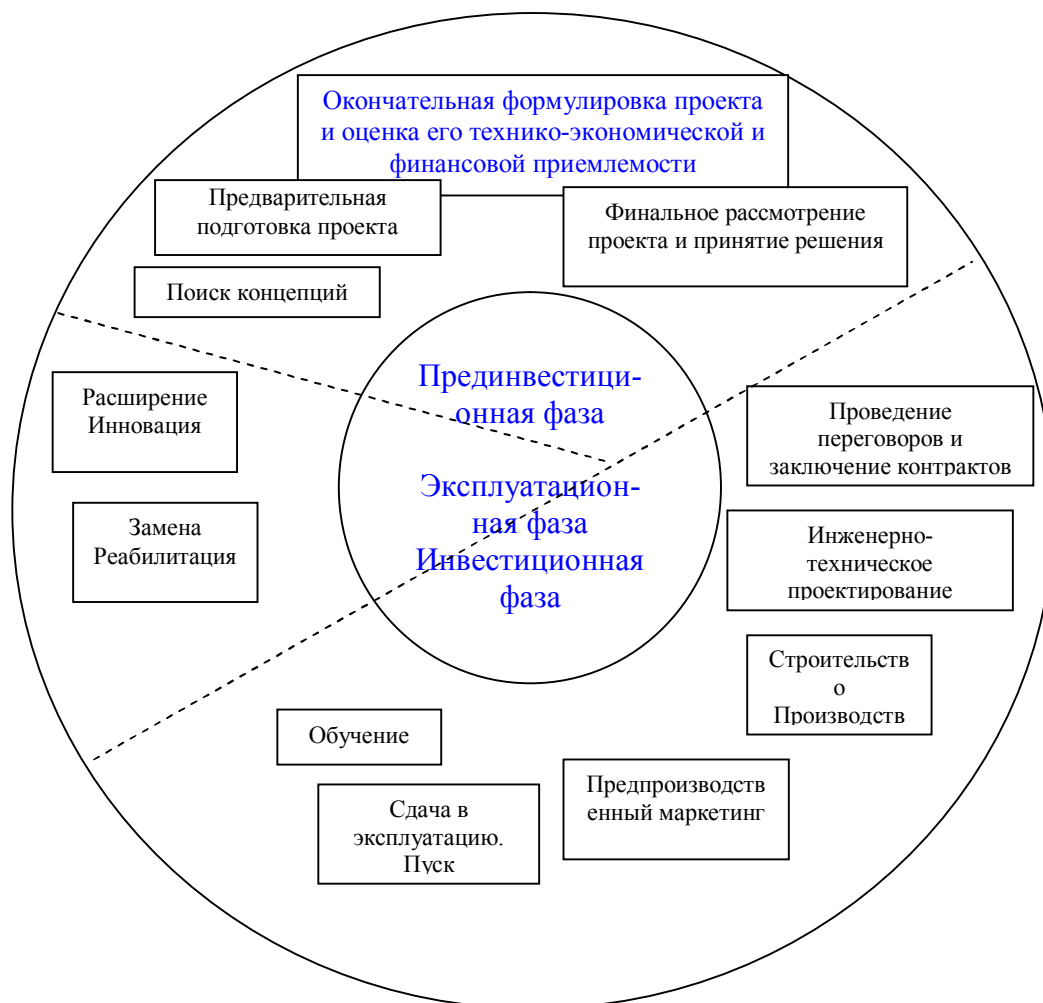 Окончательная формулировка проекта
и оценка его технико-экономической и
финансовой приемлемости
Предварительная
подготовка проекта
Финальное рассмотрение
проекта и принятие решения
Поиск концепций
Прединвестици-
онная фаза
Расширение
Инновация
Проведение
переговоров и
заключение контрактов
Эксплуатацион-
ная фаза
Инвестиционная
фаза
Замена
Реабилитация
Инженерно-
техническое
проектирование
Строительств
о
Производств
Обучение
Предпроизводств
енный маркетинг
Сдача в
эксплуатацию.
Пуск